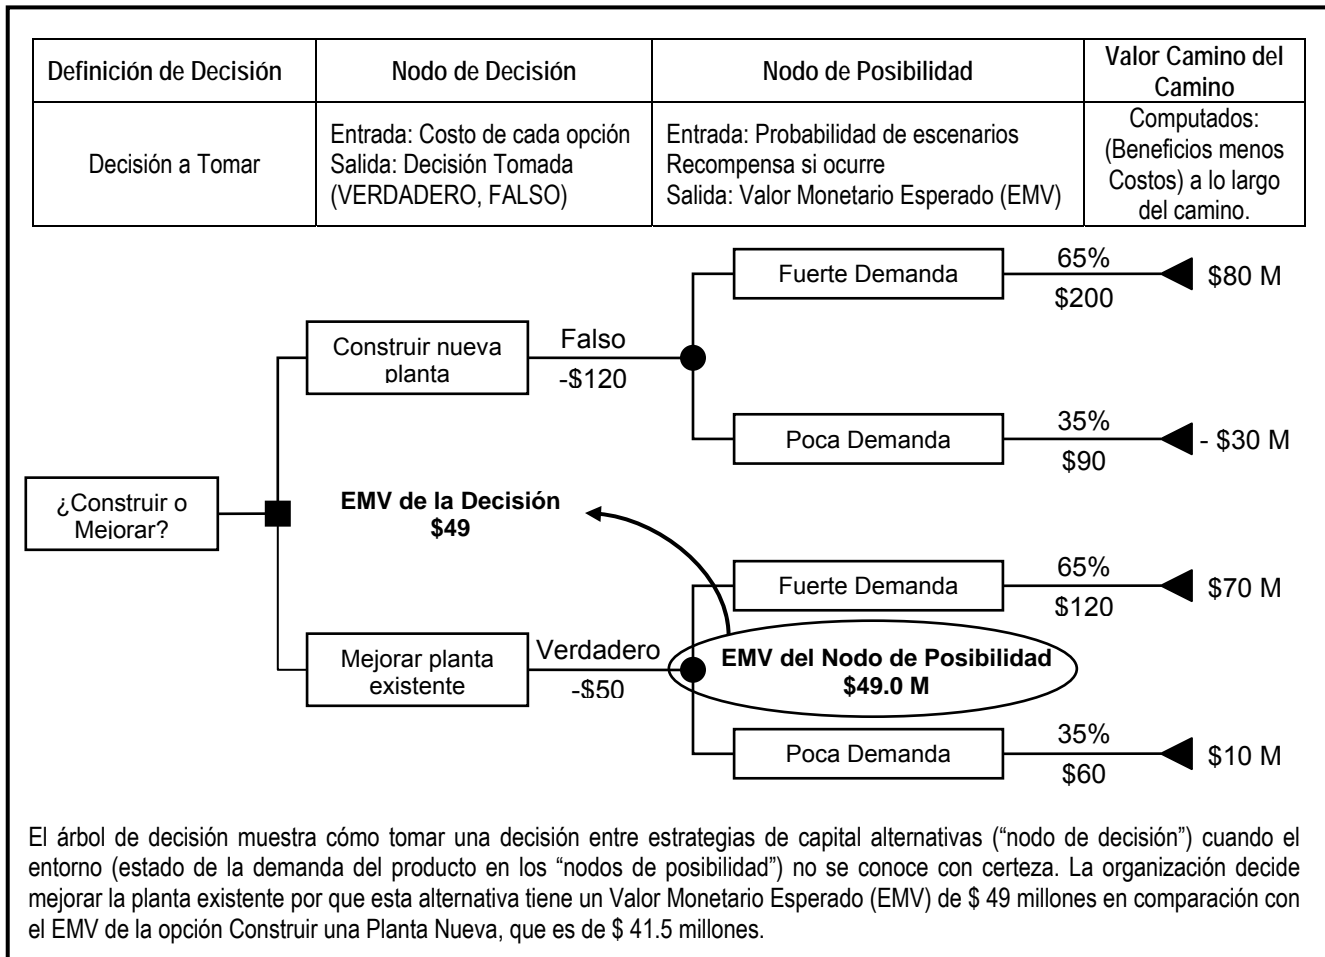 Definición de Decisión
Nodo de Decisión
Nodo de Posibilidad
Valor Camino del
Camino
Decisión a Tomar
Entrada: Costo de cada opción
Salida: Decisión Tomada
(VERDADERO, FALSO)
Entrada: Probabilidad de escenarios
Recompensa si ocurre
Salida: Valor Monetario Esperado (EMV)
Computados:
(Beneficios menos
Costos) a lo largo
del camino.
Fuerte Demanda
65%
$200
$80 M
Construir nueva
planta
Falso
-$120
Poca Demanda
35%
$90
- $30 M
¿Construir o
Mejorar?
EMV de la Decisión
$49
Fuerte Demanda
65%
$120
$70 M
Mejorar planta
existente
Verdadero
-$50
EMV del Nodo de Posibilidad
$49.0 M
Poca Demanda
35%
$60
$10 M
El árbol de decisión muestra cómo tomar una decisión entre estrategias de capital alternativas (“nodo de decisión”) cuando el
entorno (estado de la demanda del producto en los “nodos de posibilidad”) no se conoce con certeza. La organización decide
mejorar la planta existente por que esta alternativa tiene un Valor Monetario Esperado (EMV) de $ 49 millones en comparación con
el EMV de la opción Construir una Planta Nueva, que es de $ 41.5 millones.